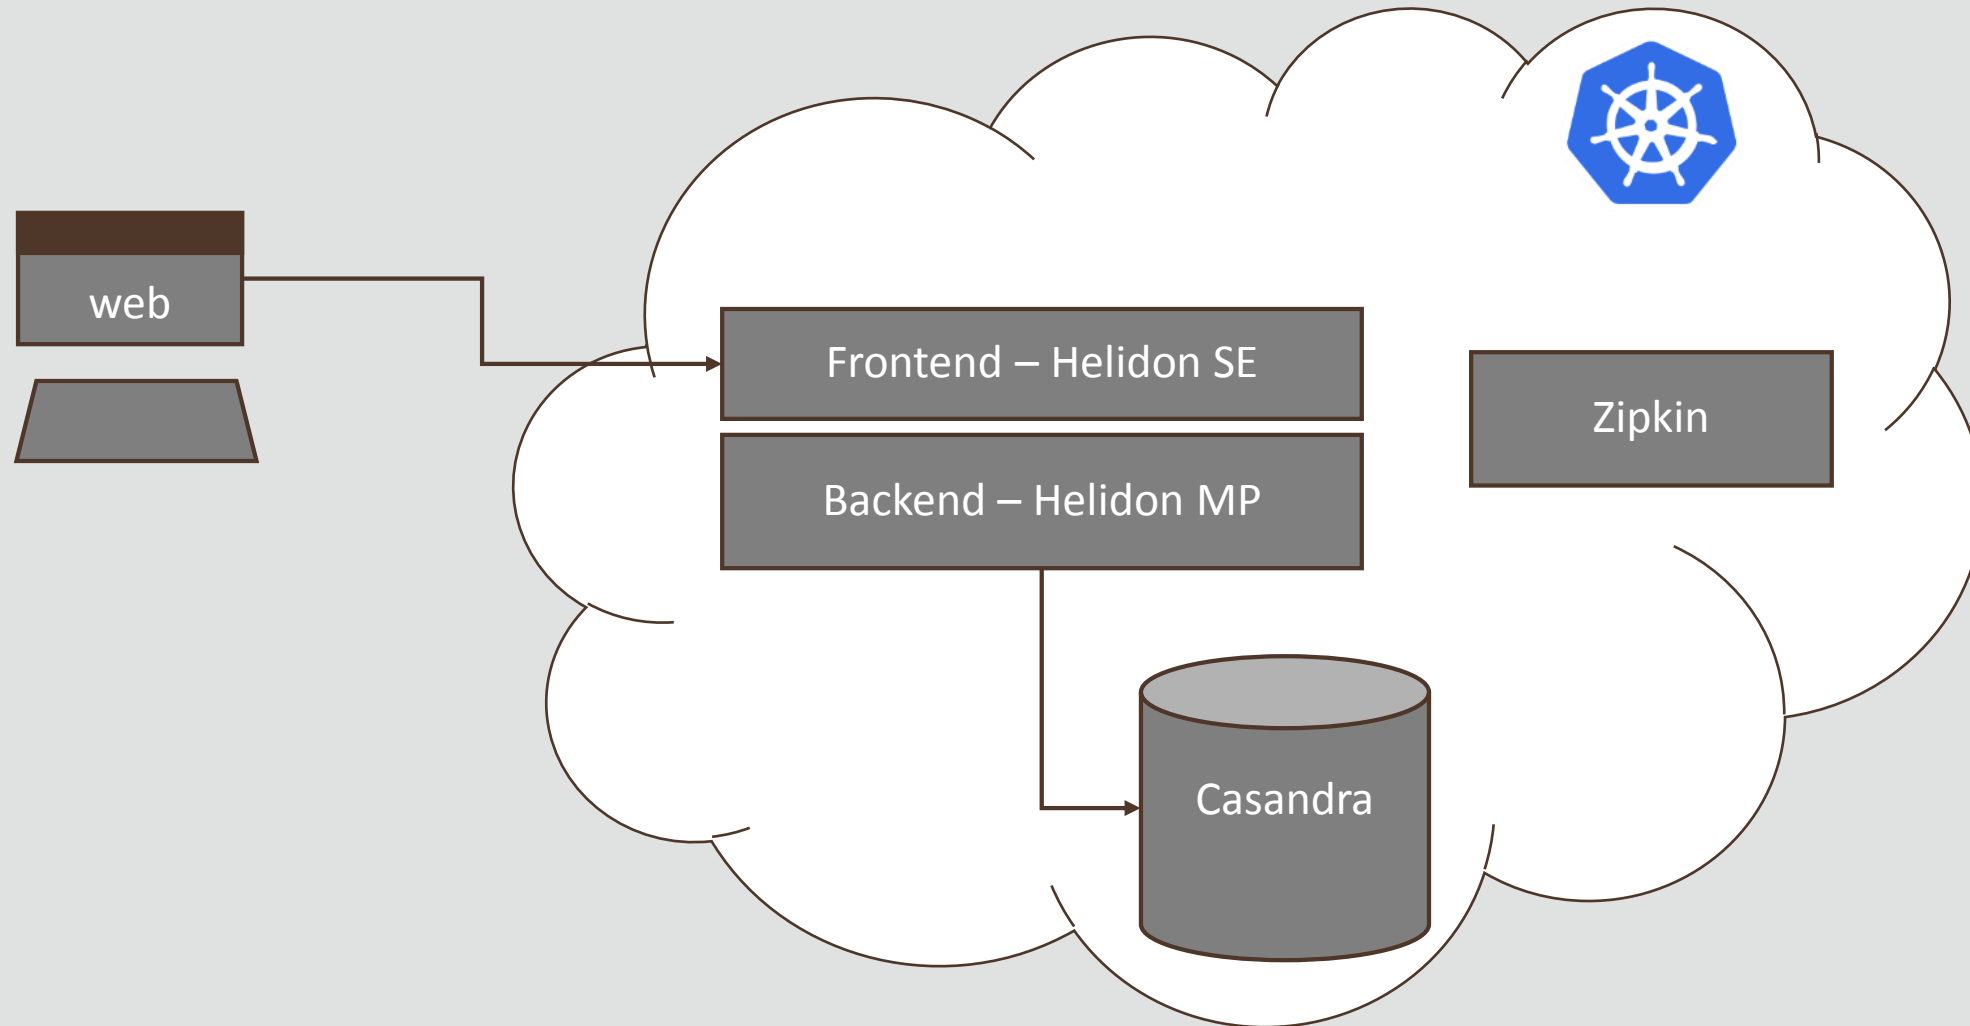 web
Frontend – Helidon SE
Zipkin
Backend – Helidon MP
Casandra